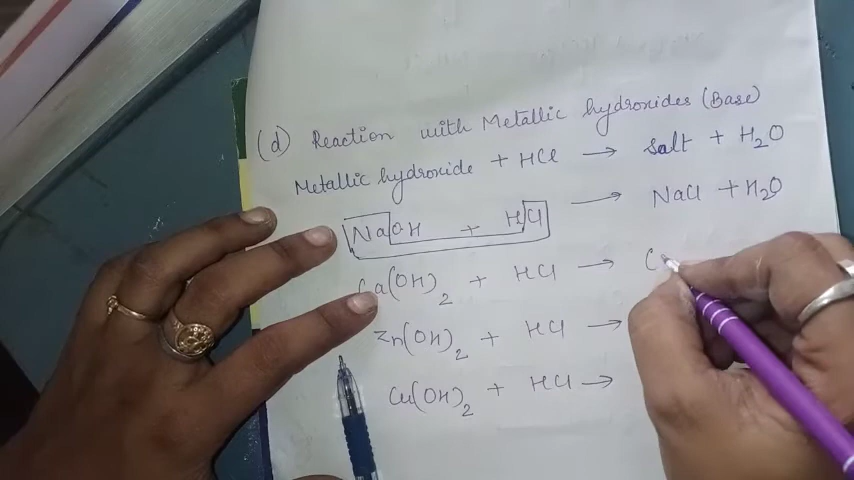 (d) Reaction with Metallic hydroxides (Base)
Metallic hydroxide + HCl → salt + H₂O
NaOH + HCl → NaCl + H₂O
Ca(OH)₂ + HCl → C
Zn(OH)₂ + HCl →
Cu(OH)₂ + HCl →